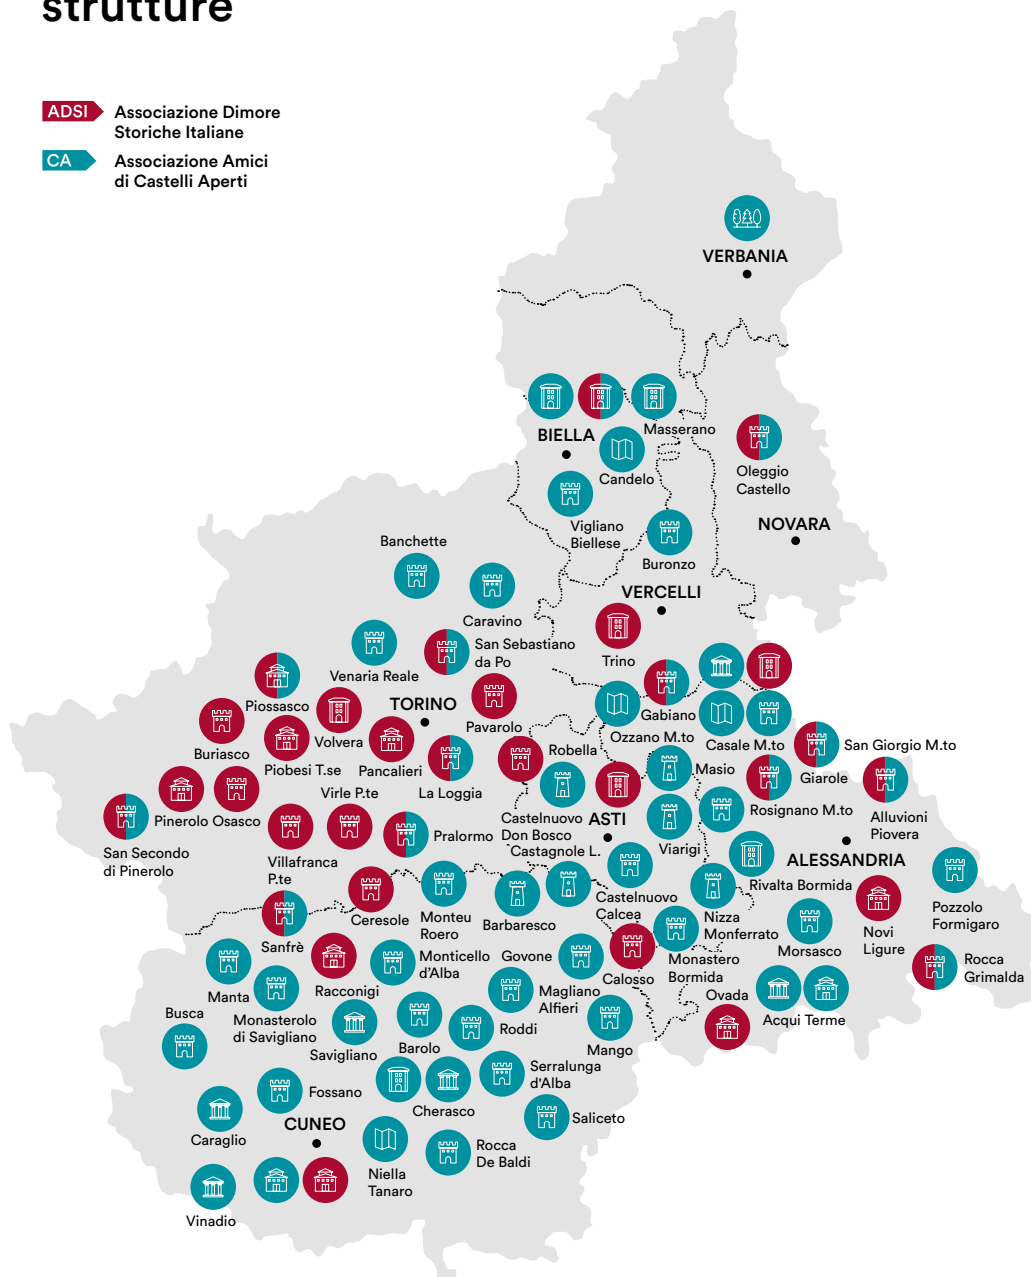 strutture
ADSI
Associazione Dimore
Storiche Italiane
CA
Associazione Amici
di Castelli Aperti
VERBANIA
BIELLA
Masserano
Candelo
Oleggio
Castello
Vigliano
Biellese
NOVARA
Buronzo
Banchette
Caravino
VERCELLI
Trino
San Sebastiano
da Po
Venaria Reale
Piossasco
TORINO
Pavarolo
Gabiano
Ozzano M.to
Casale M.to
San Giorgio M.to
Buriasco
Volvera
Piobesi T.se
Pancalieri
La Loggia
Robella
Masio
Giarole
Virle P.te
Pinerolo
Osasco
Castelnuovo
Don Bosco
ASTI
Rosignano M.to
Alluvioni
Piovera
San Secondo
di Pinerolo
Villafranca
P.te
Pralormo
Castagnole L.
Viarigi
ALESSANDRIA
Rivalta Bormida
Ceresole
Monteu
Roero
Barbaresco
Castelnuovo
Calcea
Nizza
Monferrato
Pozzolo
Formigaro
Novi
Ligure
Morsasco
Sanfrè
Racconigi
Monticello
d'Alba
Govone
Calosso
Monastero
Bormida
Rocca
Grimalda
Manta
Monasterolo
di Savigliano
Magliano
Alfieri
Ovada
Acqui Terme
Busca
Savigliano
Barolo
Roddi
Mango
Serralunga
d'Alba
Fossano
Cherasco
Saliceto
Caraglio
CUNEO
Niella
Tanaro
Rocca
De Baldi
Vinadio